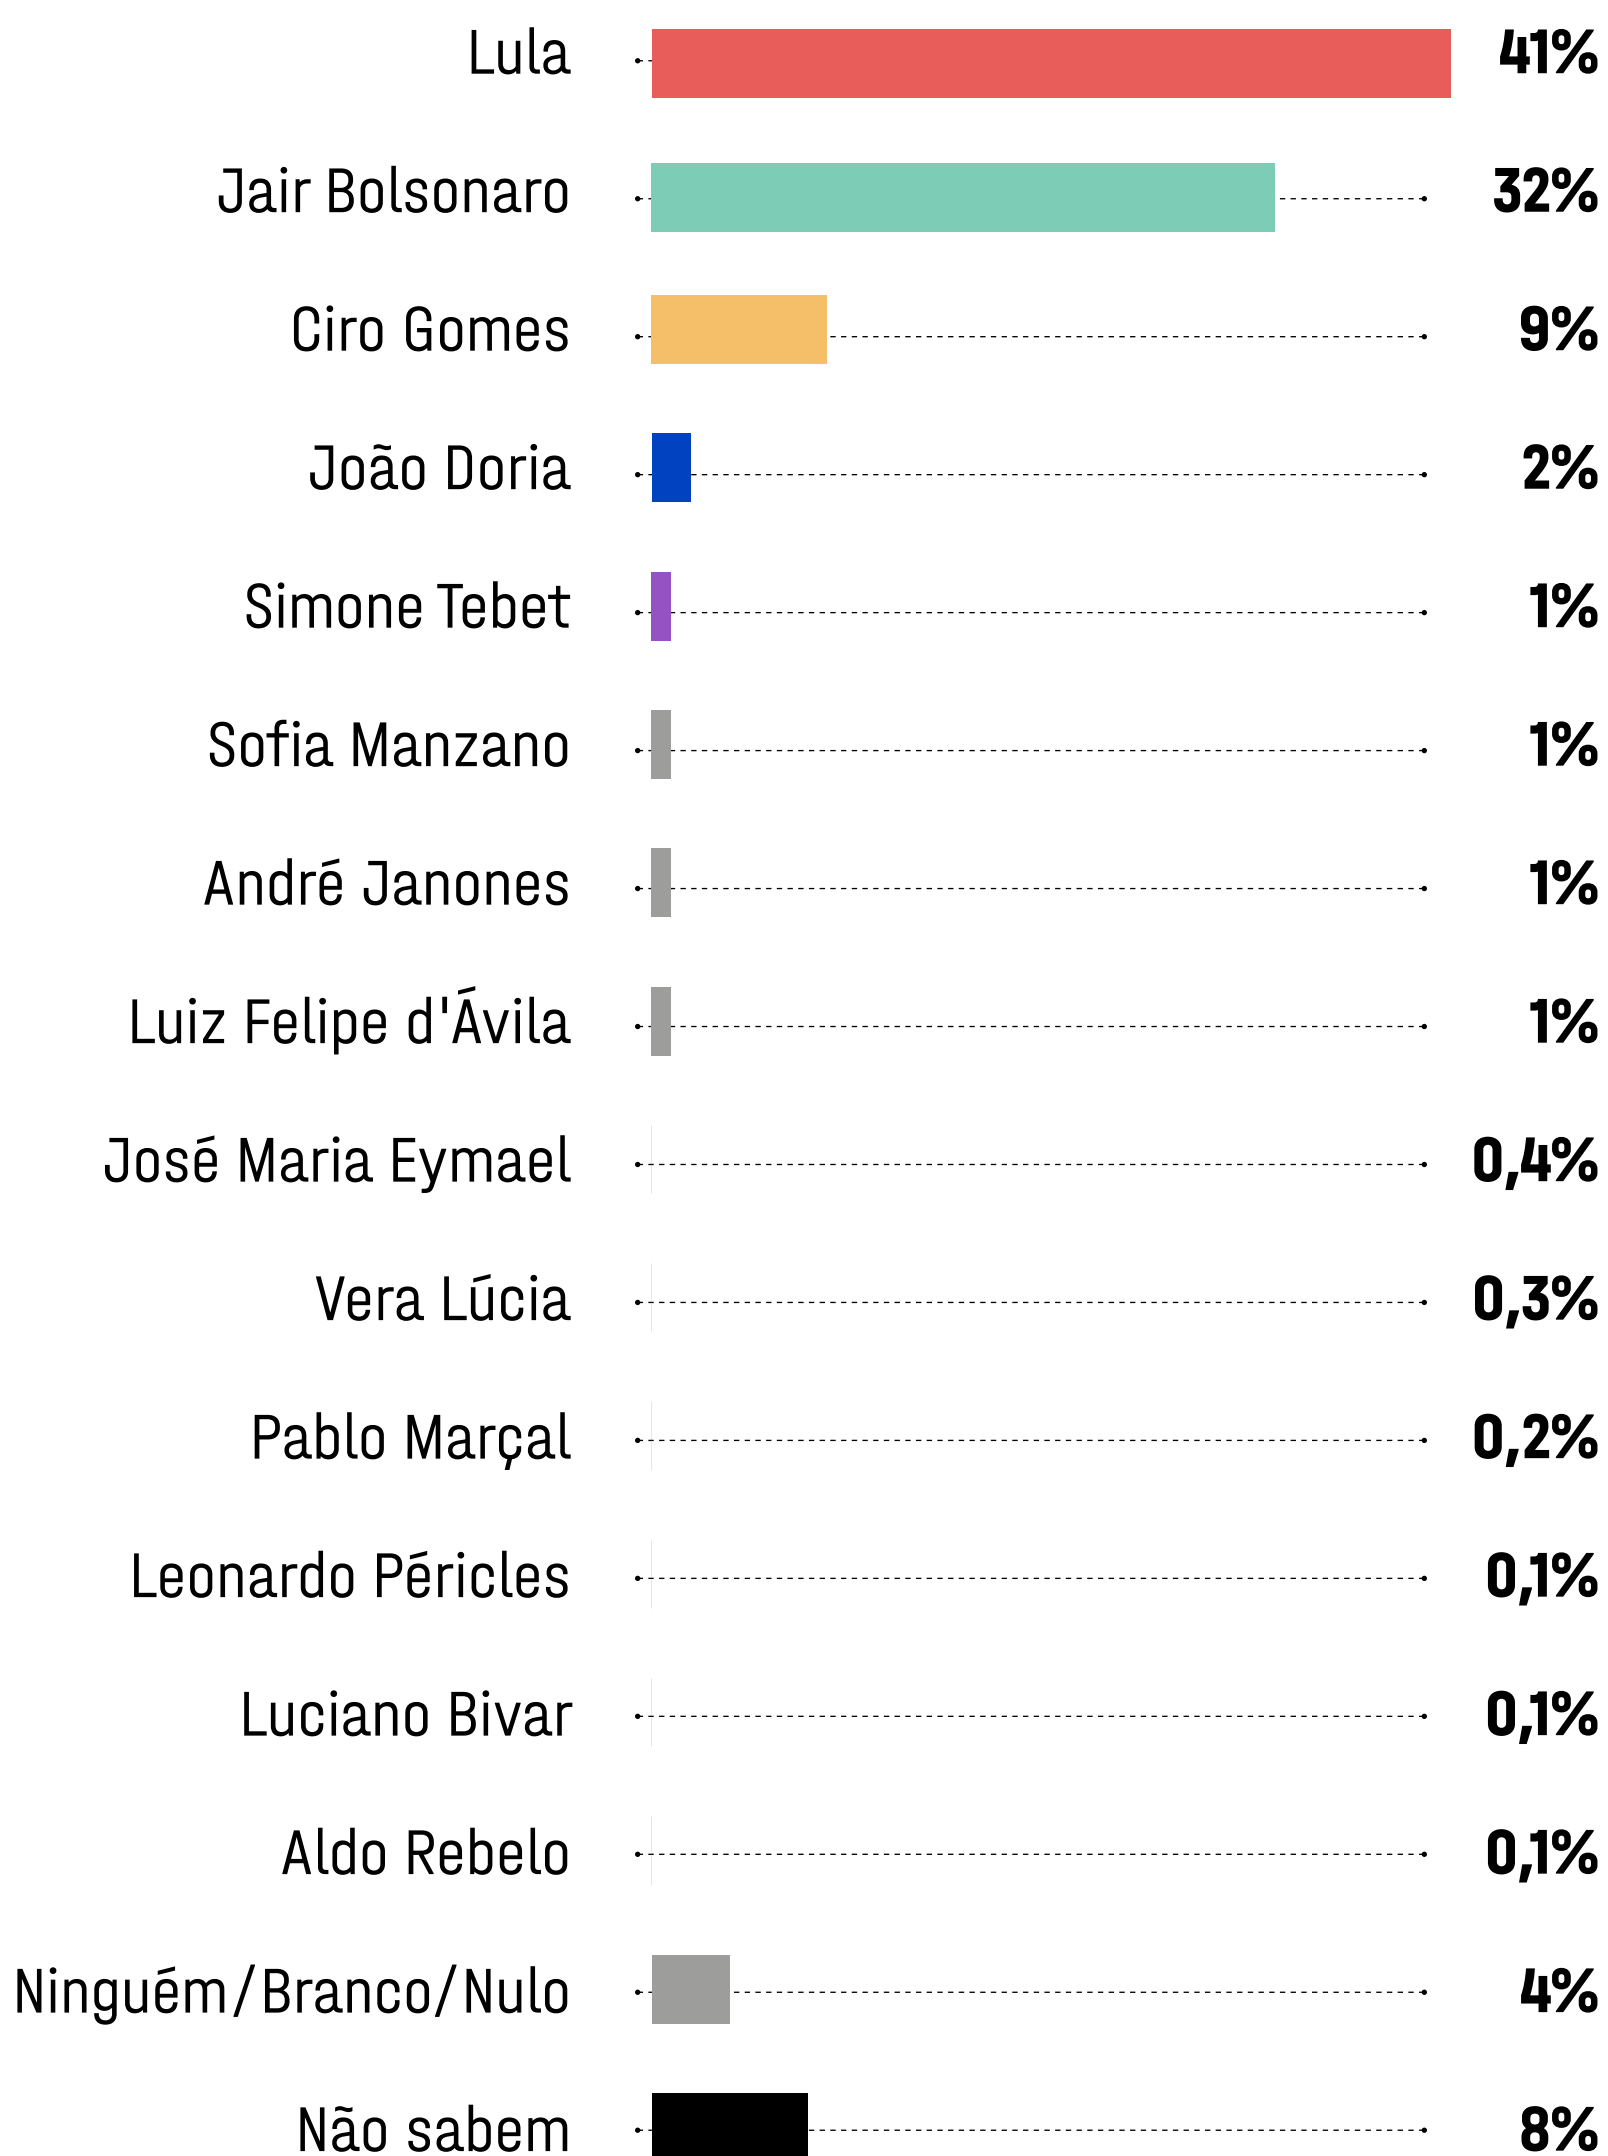 Lula 41%
Jair Bolsonaro 32%
Ciro Gomes 9%
João Doria 2%
Simone Tebet 1%
Sofia Manzano 1%
André Janones 1%
Luiz Felipe d'Ávila 1%
José Maria Eymael 0,4%
Vera Lúcia 0,3%
Pablo Marçal 0,2%
Leonardo Péricles 0,1%
Luciano Bivar 0,1%
Aldo Rebelo 0,1%
Ninguém/Branco/Nulo 4%
Não sabem 8%